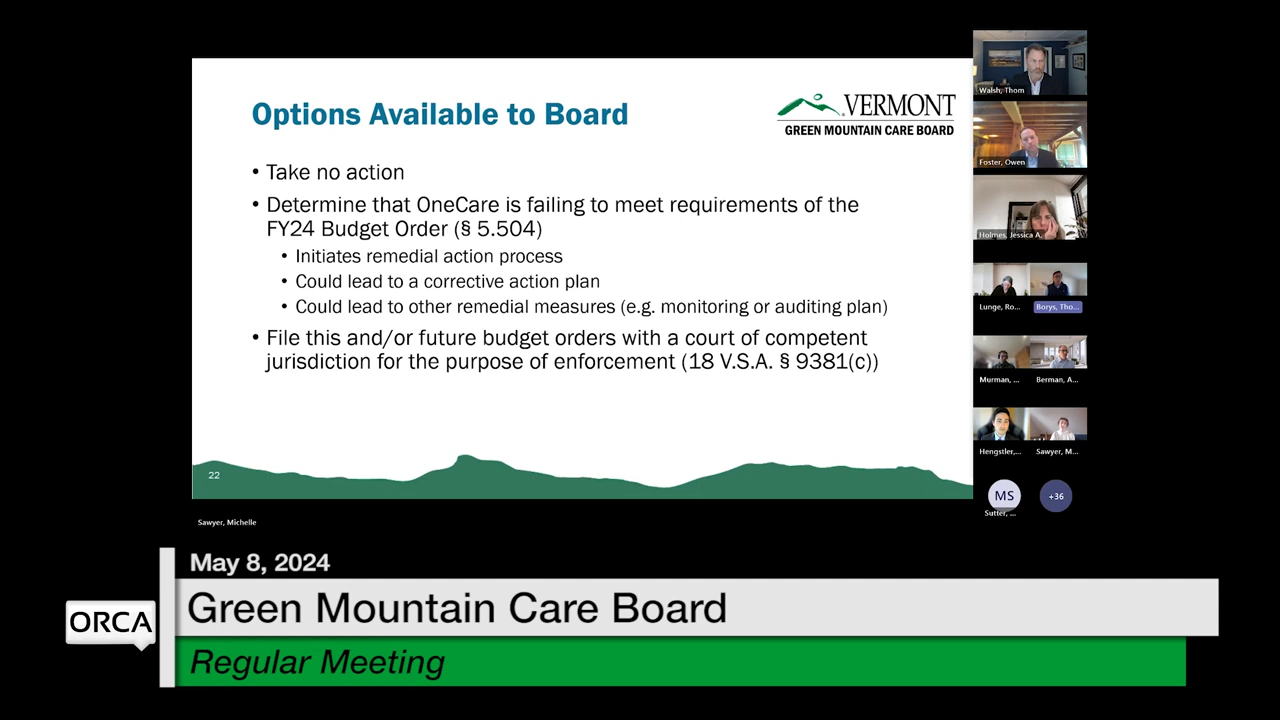 Options Available to Board
VERMONT
GREEN MOUNTAIN CARE BOARD
• Take no action
• Determine that OneCare is failing to meet requirements of the
FY24 Budget Order (§ 5.504)
• Initiates remedial action process
• Could lead to a corrective action plan
• Could lead to other remedial measures (e.g. monitoring or auditing plan)
• File this and/or future budget orders with a court of competent
jurisdiction for the purpose of enforcement (18 V.S.A. § 9381(c))
22
Sawyer, Michelle
Walsh, Thom
Foster, Owen
Holmes, Jessica A.
Lunge, Ro...
Borys, Tho...
Murman, ...
Berman, A...
Hengstler,...
Sawyer, M...
MS
+36
Sutter, ...
May 8, 2024
ORCA
Green Mountain Care Board
Regular Meeting